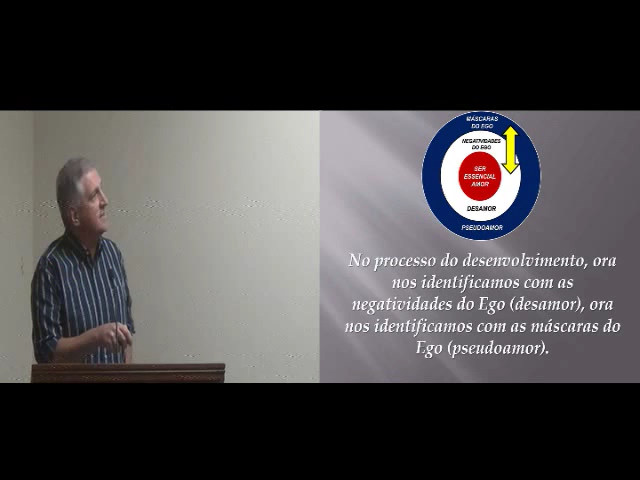 MÁSCARAS
DO EGO
NEGATIVIDADES
DO EGO
SER
ESSENCIAL
AMOR
DESAMOR
PSEUDOAMOR
No processo do desenvolvimento, ora
nos identificamos com as
negatividades do Ego (desamor), ora
nos identificamos com as máscaras do
Ego (pseudoamor).